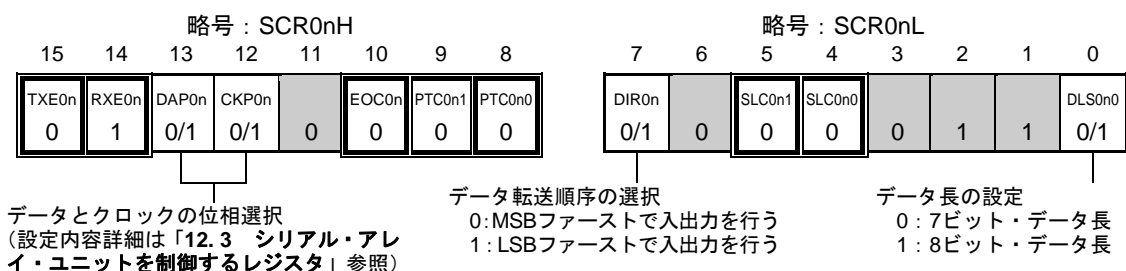 略号：SCR0nH
略号：SCR0nL
15 14 13 12 11 10 9 8
7 6 5 4 3 2 1 0
TXE0n RXE0n DAP0n CKP0n EOC0n PTC0n1 PTC0n0
DIR0n SLC0n1 SLC0n0 DLS0n0
0 1 0/1 0/1 0 0 0 0
0/1 0 0 0 0 1 1 0/1
データとクロックの位相選択
（設定内容詳細は「12. 3 シリアル・アレ
イ・ユニットを制御するレジスタ」参照）
データ転送順序の選択
0：MSBファーストで入出力を行う
1：LSBファーストで入出力を行う
データ長の設定
0：7ビット・データ長
1：8ビット・データ長